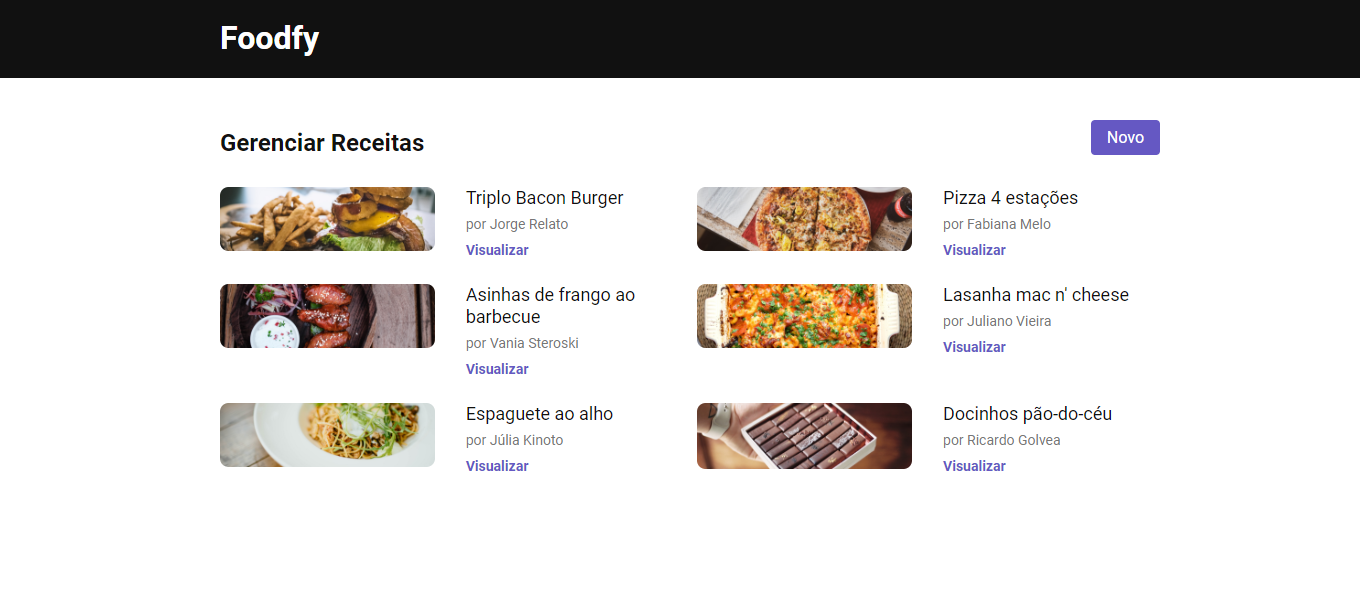 Foodfy
Gerenciar Receitas
Novo
Triplo Bacon Burger
por Jorge Relato
Visualizar
Pizza 4 estações
por Fabiana Melo
Visualizar
Asinhas de frango ao
barbecue
por Vania Steroski
Visualizar
Lasanha mac n' cheese
por Juliano Vieira
Visualizar
Espaguete ao alho
por Júlia Kinoto
Visualizar
Docinhos pão-do-céu
por Ricardo Golvea
Visualizar